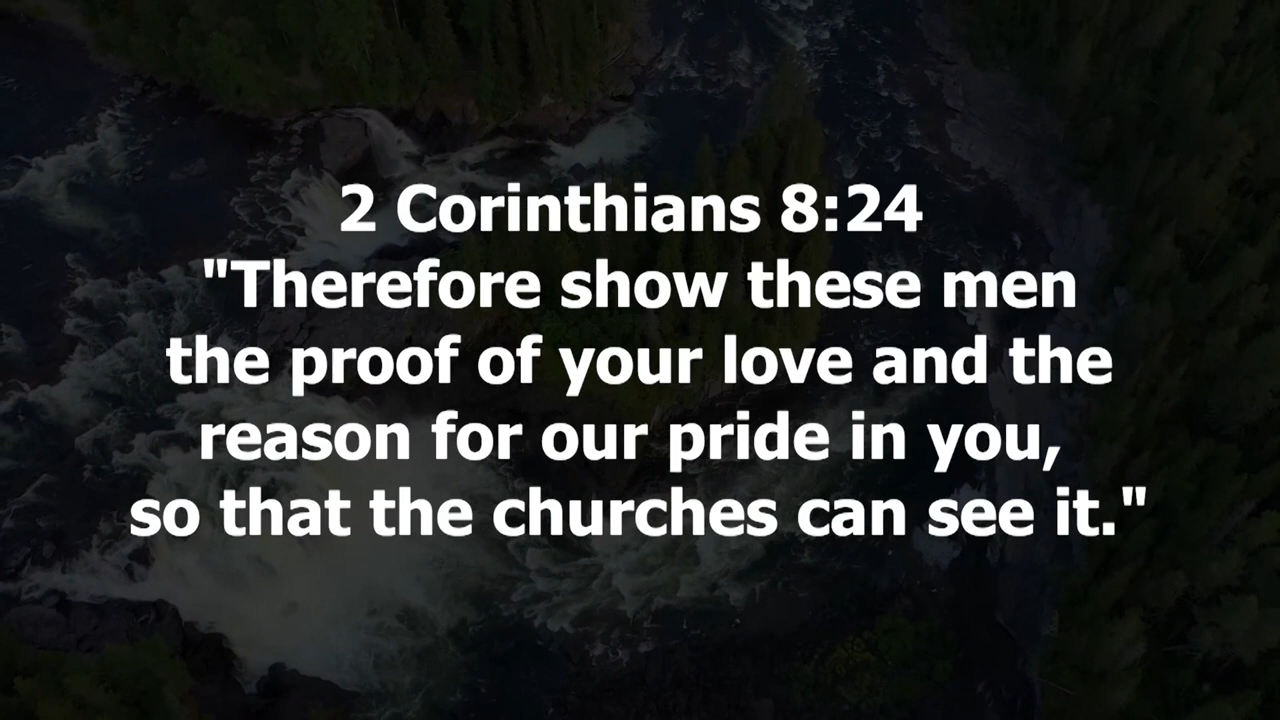 2 Corinthians 8:24
"Therefore show these men
the proof of your love and the
reason for our pride in you,
so that the churches can see it."